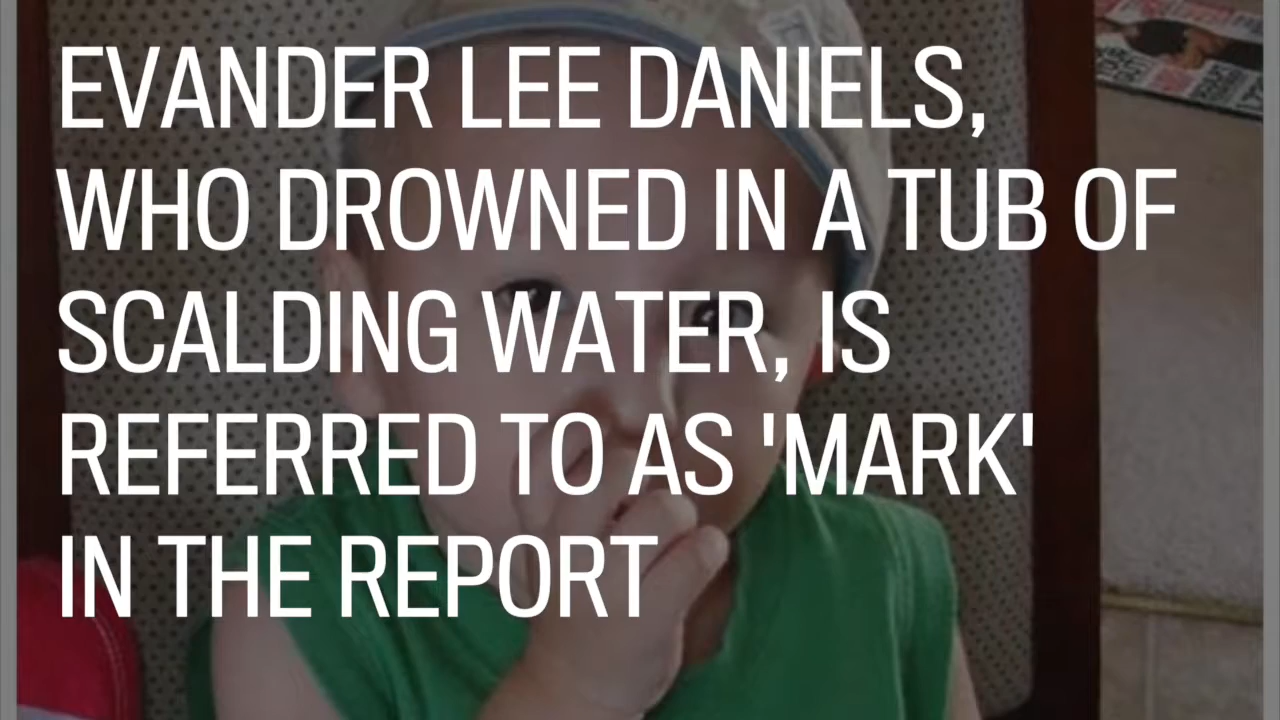 EVANDER LEE DANIELS,
WHO DROWNED IN A TUB OF
SCALDING WATER, IS
REFERRED TO AS 'MARK'
IN THE REPORT